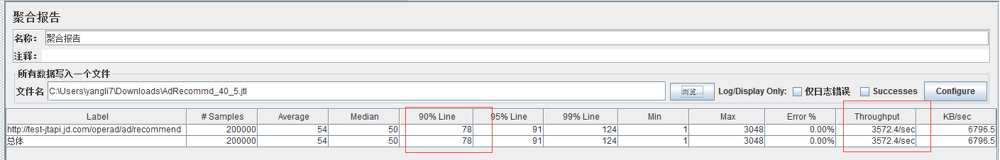 聚合报告
名称: 聚合报告
注释:
所有数据写入一个文件
文件名 C:\Users\yangli7\Downloads\AdRecommd_40_5.jtl 浏览... Log/Display Only: 仅日志错误 Successes Configure
Label # Samples Average Median 90% Line 95% Line 99% Line Min Max Error % Throughput KB/sec
http://test-jtapi.jd.com/operad/ad/recommend 200000 54 50 78 91 124 1 3048 0.00% 3572.4/sec 6796.5
总体 200000 54 50 78 91 124 1 3048 0.00% 3572.4/sec 6796.5